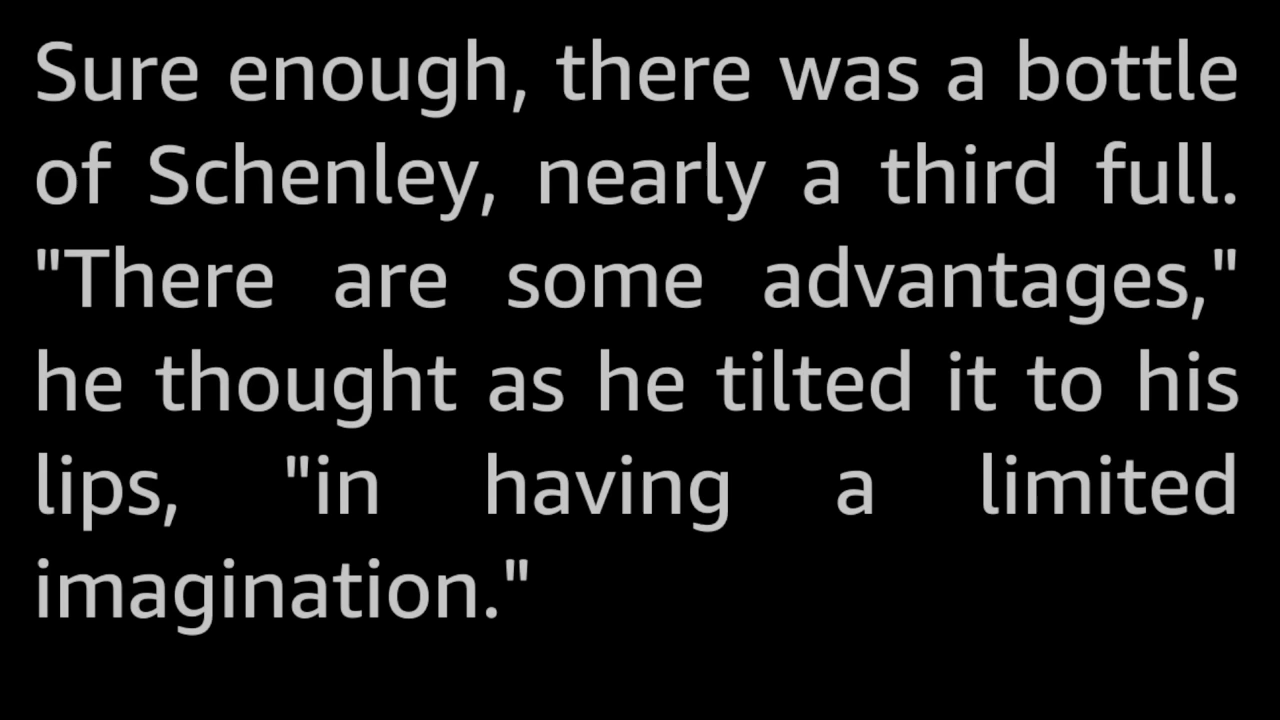 Sure enough, there was a bottle
of Schenley, nearly a third full.
"There are some advantages,"
he thought as he tilted it to his
lips, "in having a limited
imagination."